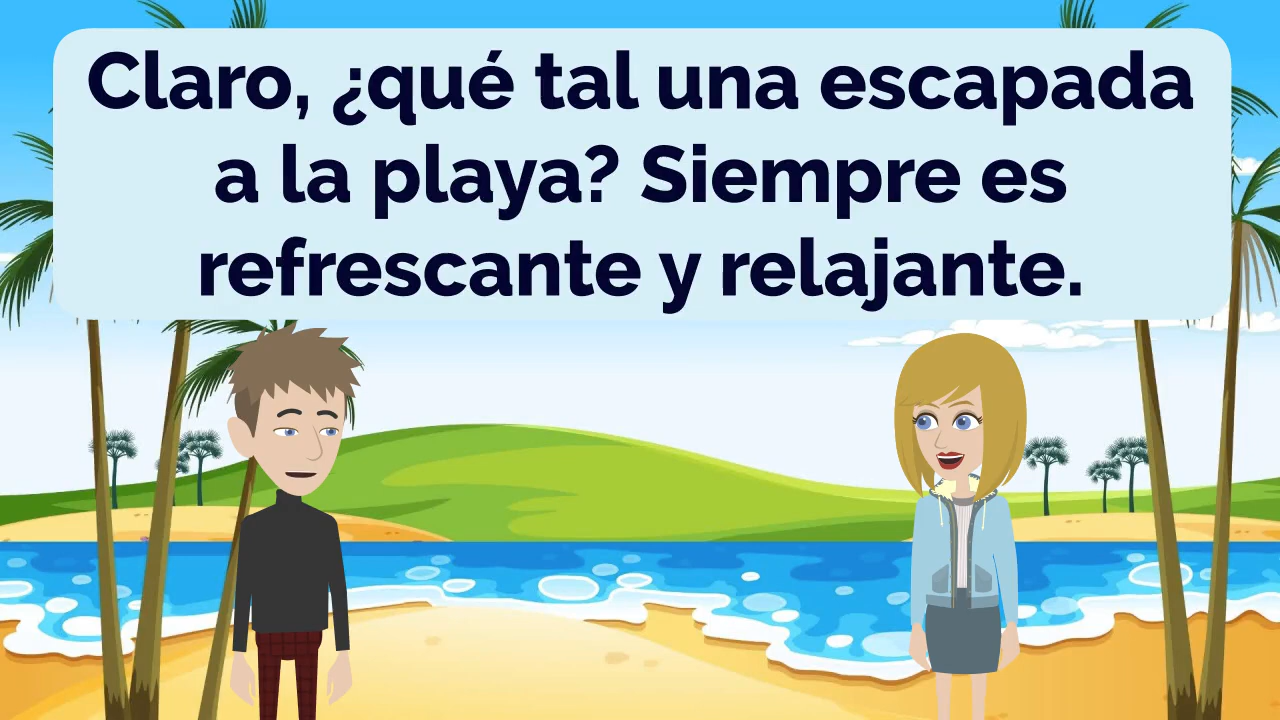 Claro, ¿qué tal una escapada
a la playa? Siempre es
refrescante y relajante.